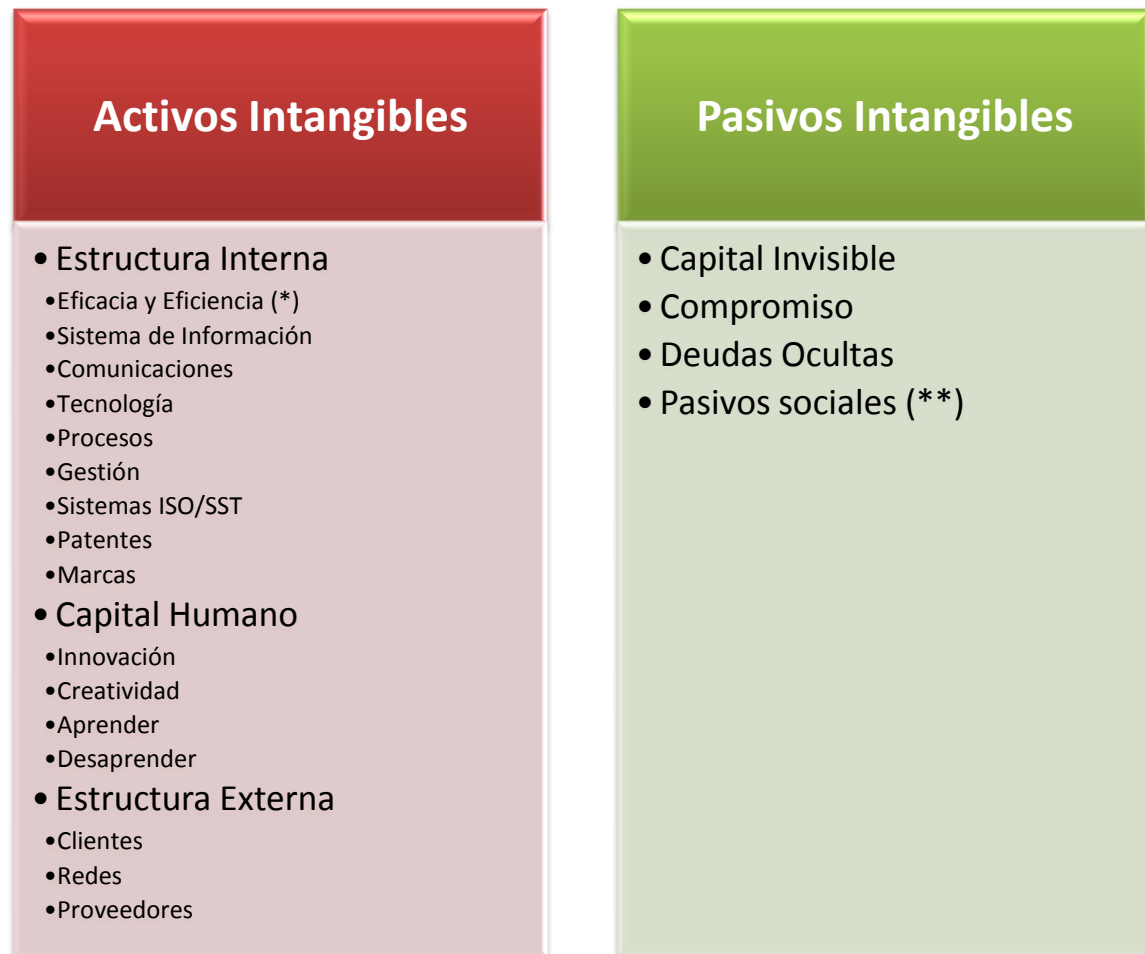 Activos Intangibles
• Estructura Interna
•Eficacia y Eficiencia (*)
•Sistema de Información
•Comunicaciones
•Tecnología
•Procesos
•Gestión
•Sistemas ISO/SST
•Patentes
•Marcas
• Capital Humano
•Innovación
•Creatividad
•Aprender
•Desaprender
• Estructura Externa
•Clientes
•Redes
•Proveedores
Pasivos Intangibles
• Capital Invisible
• Compromiso
• Deudas Ocultas
• Pasivos sociales (**)